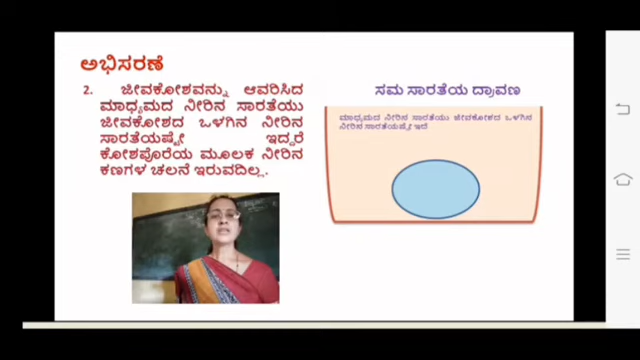 ಅಭಿಸರಣೆ
2. ಜೀವಕೋಶವನ್ನು ಆವರಿಸಿದ
ಮಾಧ್ಯಮದ ನೀರಿನ ಸಾರತೆಯು
ಜೀವಕೋಶದ ಒಳಗಿನ ನೀರಿನ
ಸಾರತೆಯಷ್ಟೇ ಇದ್ದರೆ
ಕೋಶಪೊರೆಯ ಮೂಲಕ ನೀರಿನ
ಕಣಗಳ ಚಲನೆ ಇರುವದಿಲ್ಲ.
ಸಮ ಸಾರತೆಯ ದ್ರಾವಣ
ಮಾಧ್ಯಮದ ನೀರಿನ ಸಾರತೆಯು ಜೀವಕೋಶದ ಒಳಗಿನ
ನೀರಿನ ಸಾರತೆಯಷ್ಟೇ ಇದೆ